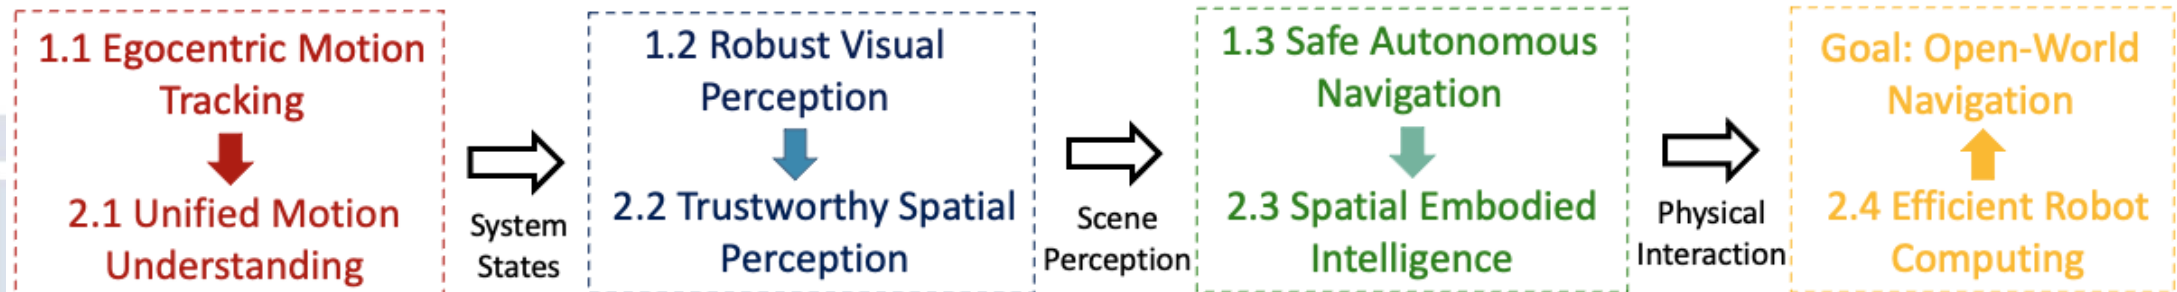 1.1 Egocentric Motion
Tracking
2.1 Unified Motion
Understanding
System
States
1.2 Robust Visual
Perception
2.2 Trustworthy Spatial
Perception
Scene
Perception
1.3 Safe Autonomous
Navigation
2.3 Spatial Embodied
Intelligence
Physical
Interaction
Goal: Open-World
Navigation
2.4 Efficient Robot
Computing